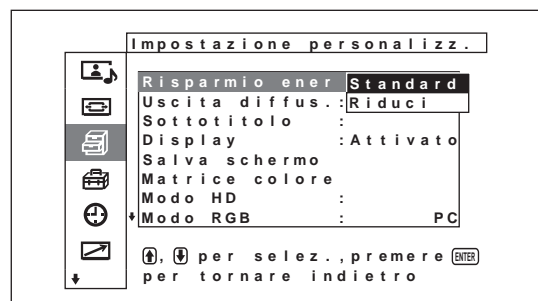 Impostazione personalizz.
Risparmio ener Standard
Uscita diffus.: Riduci
Sottotitolo :
Display :Attivato
Salva schermo
Matrice colore
Modo HD :
Modo RGB : PC
, per selez., premere ENTER
per tornare indietro